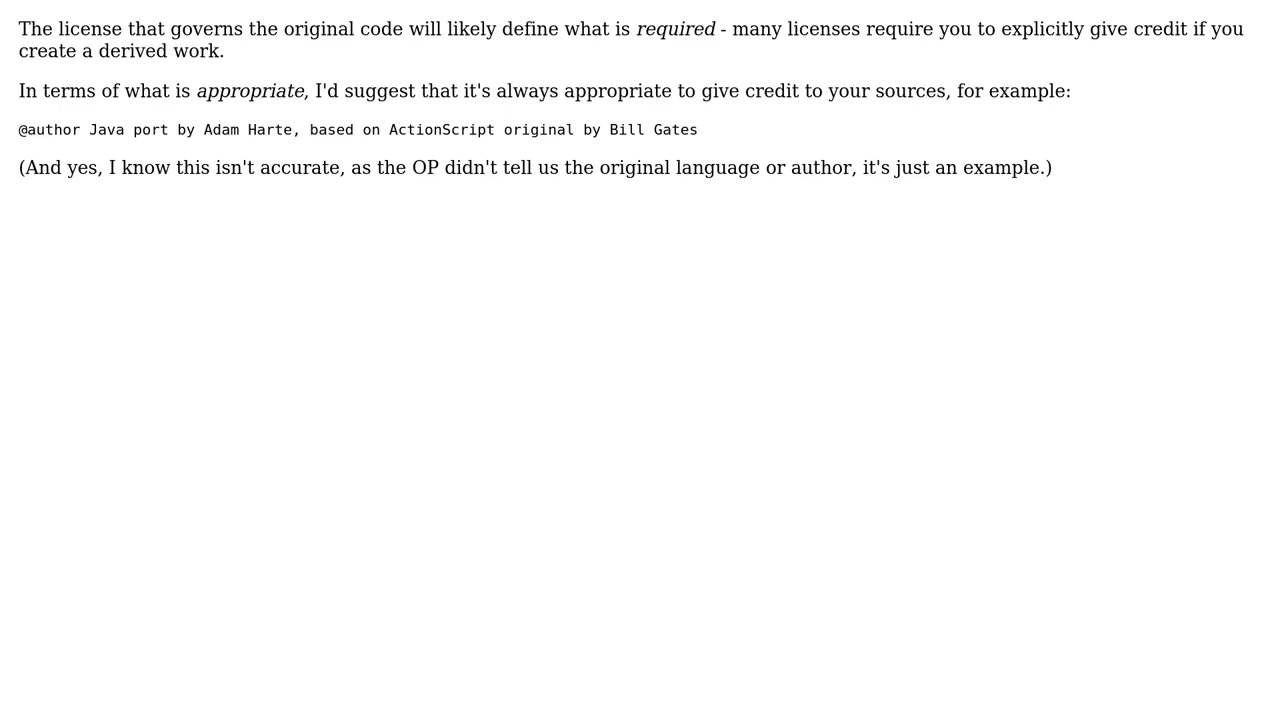 The license that governs the original code will likely define what is required - many licenses require you to explicitly give credit if you
create a derived work.
In terms of what is appropriate, I'd suggest that it's always appropriate to give credit to your sources, for example:
@author Java port by Adam Harte, based on ActionScript original by Bill Gates
(And yes, I know this isn't accurate, as the OP didn't tell us the original language or author, it's just an example.)